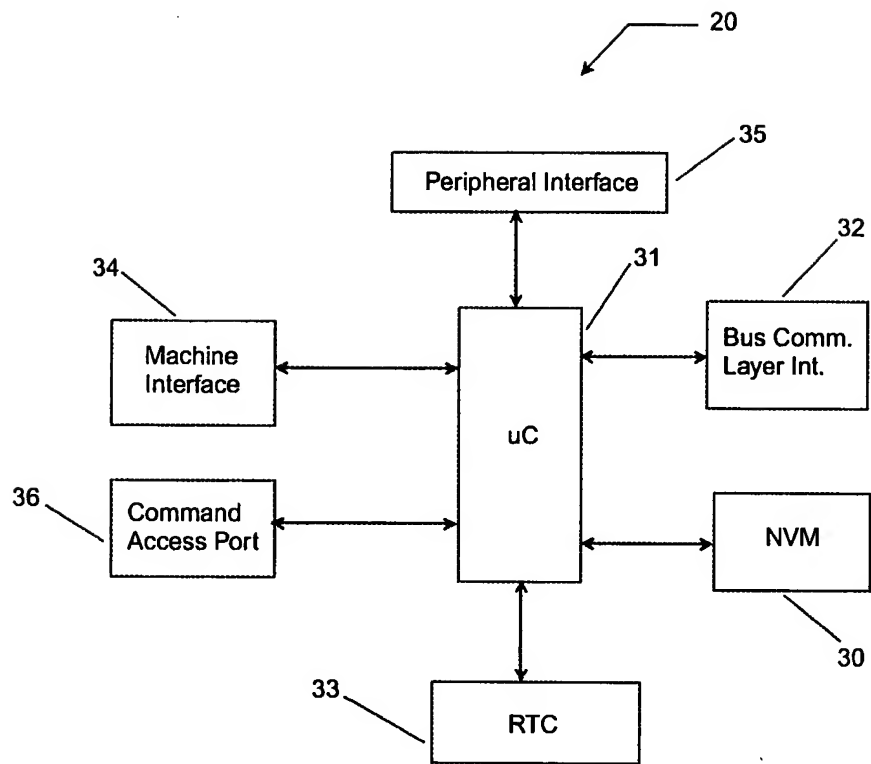 20
35
Peripheral Interface
34
31
32
Machine
Interface
Bus Comm.
Layer Int.
uC
36
Command
Access Port
NVM
30
33
RTC